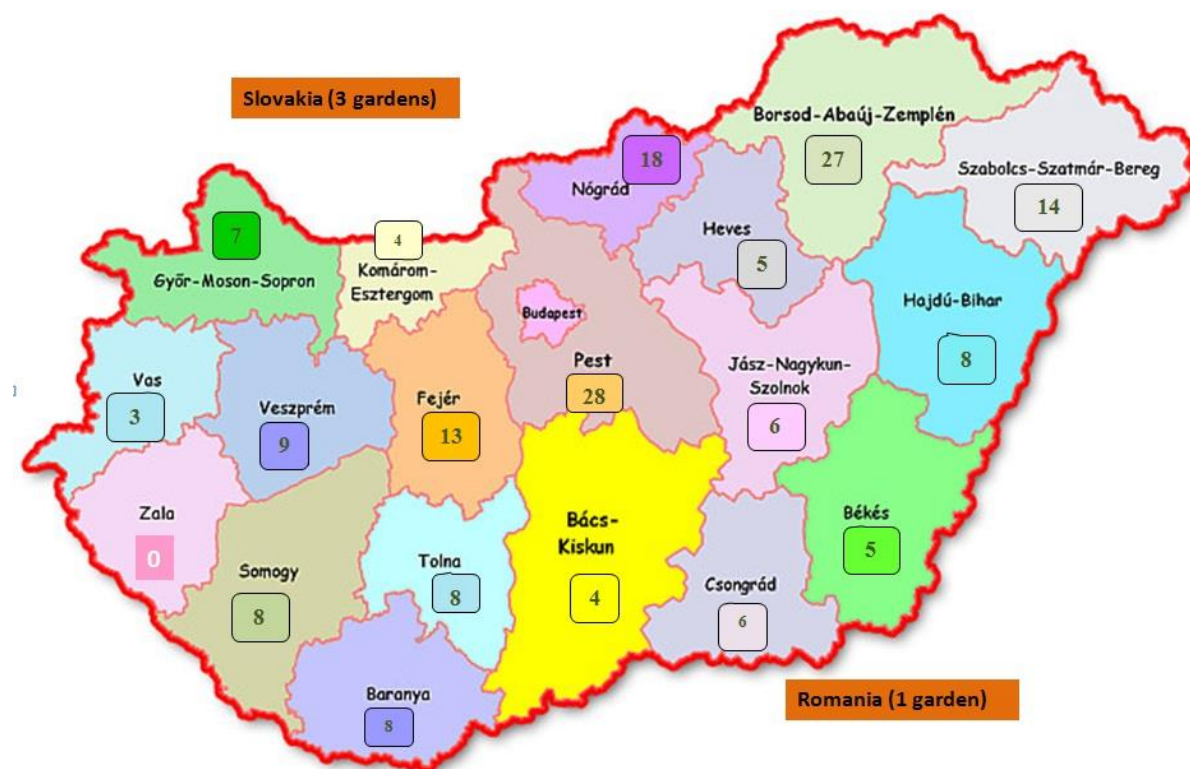 Slovakia (3 gardens)
Borsod-Abaúj-Zemplén
27
18
Nógrád
Szabolcs-Szatmár-Bereg
14
Heves
5
7
Győr-Moson-Sopron
4
Komárom-
Esztergom
Hajdú-Bihar
8
Budapest
Pest
28
Jász-Nagykun-
Szolnok
6
Vas
3
Veszprém
9
Fejér
13
Zala
0
Somogy
8
Tolna
8
Bács-
Kiskun
4
Békés
5
Csongrád
6
Baranya
8
Romania (1 garden)